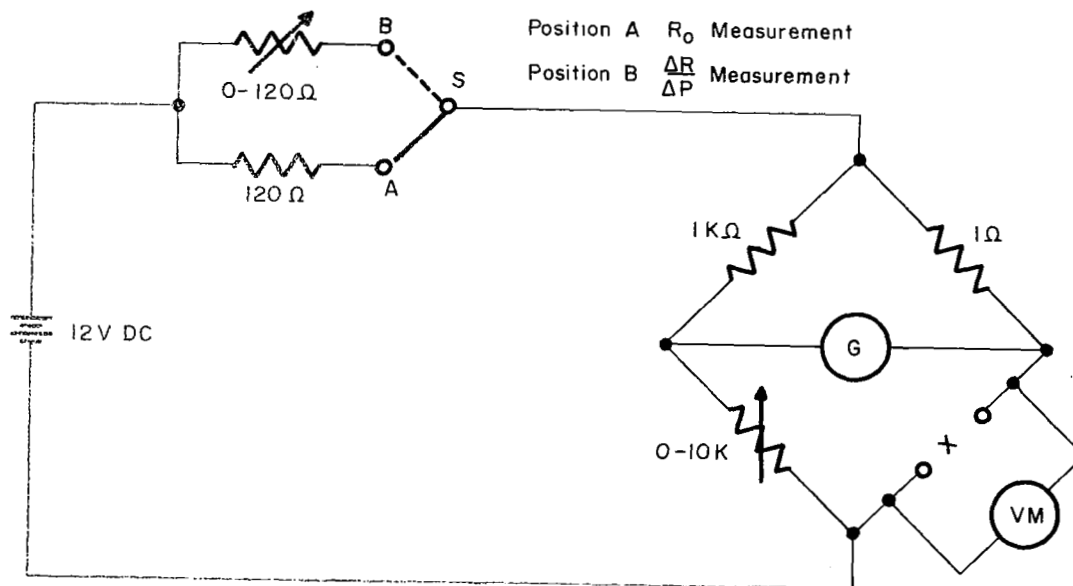 Position A R₀ Measurement
Position B ΔR/ΔP Measurement
B
S
0-120Ω
A
120Ω
1KΩ
1Ω
12V DC
G
0-10K
X
VM